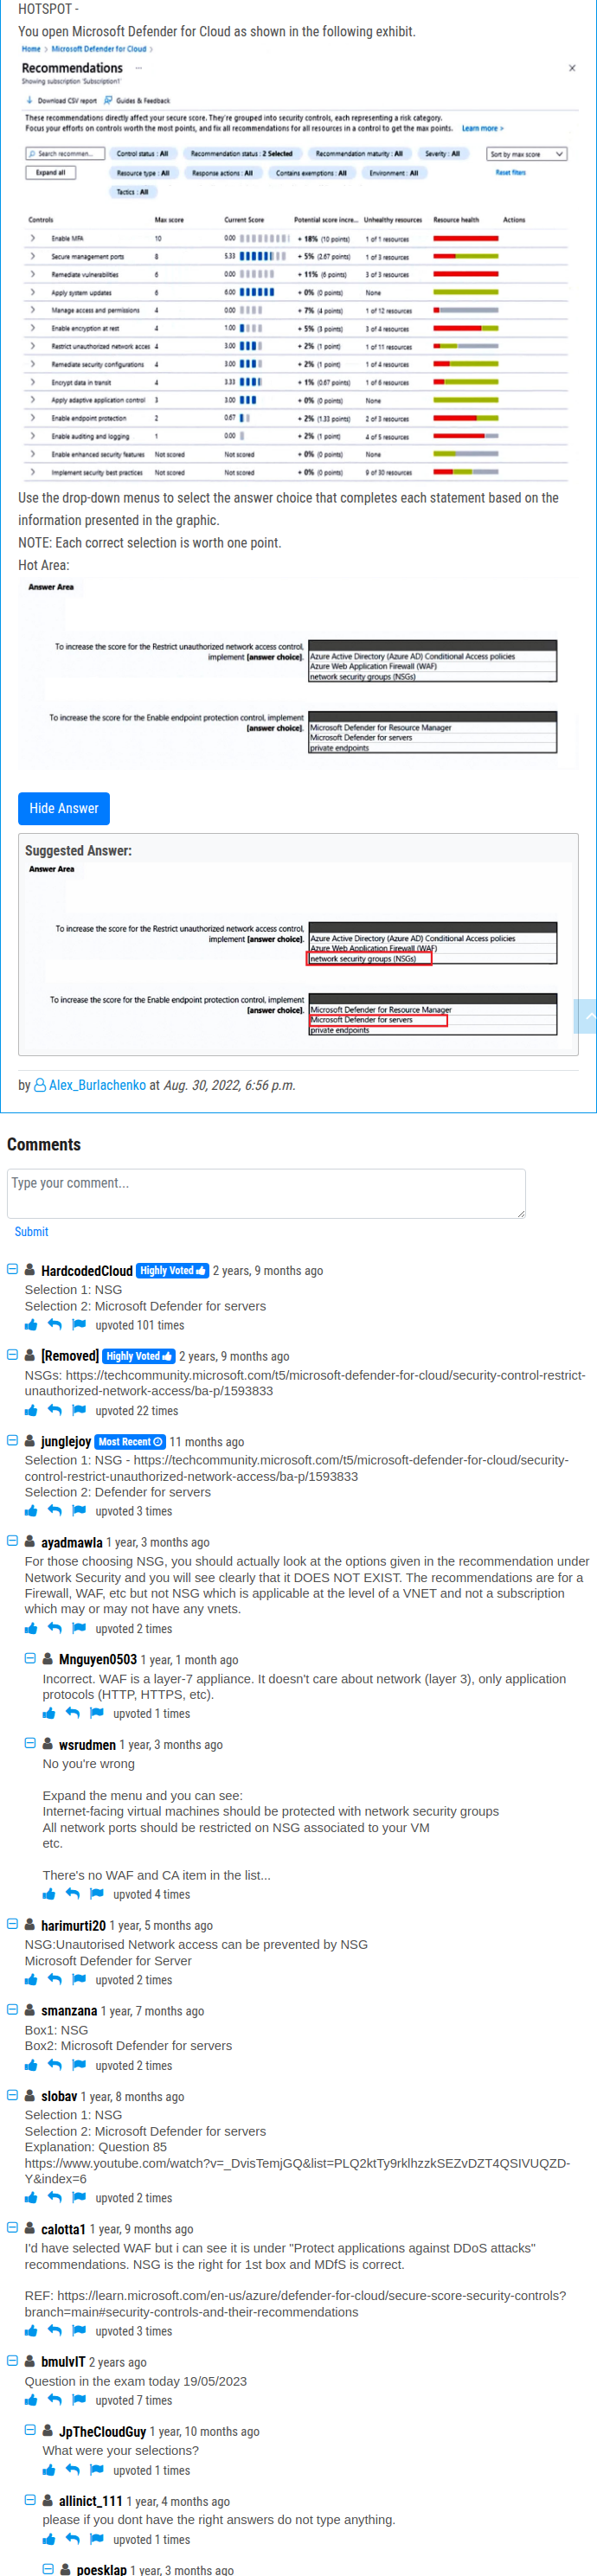 HOTSPOT -
You open Microsoft Defender for Cloud as shown in the following exhibit.
Home > Microsoft Defender for Cloud >
Recommendations ...
Showing subscription 'Subscription1'
Download CSV report Guides & Feedback
These recommendations directly affect your secure score. They're grouped into security controls, each representing a risk category.
Focus your efforts on controls worth the most points, and fix all recommendations for all resources in a control to get the max points. Learn more >
Search recommen... Control status : All Recommendation status : 2 Selected Recommendation maturity : All Severity : All Sort by max score
Expand all Resource type : All Response actions : All Contains exemptions : All Environment : All Reset filters
Tactics : All
Controls Max score Current Score Potential score incre... Unhealthy resources Resource health Actions
Enable MFA 10 0.00 + 18% (10 points) 1 of 1 resources
Secure management ports 8 5.33 + 5% (2.67 points) 1 of 3 resources
Remediate vulnerabilities 6 0.00 + 11% (6 points) 3 of 3 resources
Apply system updates 6 6.00 + 0% (0 points) None
Manage access and permissions 4 0.00 + 7% (4 points) 1 of 12 resources
Enable encryption at rest 4 1.00 + 5% (3 points) 3 of 4 resources
Restrict unauthorized network acces 4 3.00 + 2% (1 point) 1 of 11 resources
Remediate security configurations 4 3.00 + 2% (1 point) 1 of 4 resources
Encrypt data in transit 4 3.33 + 1% (0.67 points) 1 of 6 resources
Apply adaptive application control 3 3.00 + 0% (0 points) None
Enable endpoint protection 2 0.67 + 2% (1.33 points) 2 of 3 resources
Enable auditing and logging 1 0.00 + 2% (1 point) 4 of 5 resources
Enable enhanced security features Not scored Not scored + 0% (0 points) None
Implement security best practices Not scored Not scored + 0% (0 points) 9 of 30 resources
Use the drop-down menus to select the answer choice that completes each statement based on the
information presented in the graphic.
NOTE: Each correct selection is worth one point.
Hot Area:
Answer Area
To increase the score for the Restrict unauthorized network access control,
implement [answer choice].
Azure Active Directory (Azure AD) Conditional Access policies
Azure Web Application Firewall (WAF)
network security groups (NSGs)
To increase the score for the Enable endpoint protection control, implement
[answer choice].
Microsoft Defender for Resource Manager
Microsoft Defender for servers
private endpoints
Hide Answer
Suggested Answer:
Answer Area
To increase the score for the Restrict unauthorized network access control,
implement [answer choice].
Azure Active Directory (Azure AD) Conditional Access policies
Azure Web Application Firewall (WAF)
network security groups (NSGs)
To increase the score for the Enable endpoint protection control, implement
[answer choice].
Microsoft Defender for Resource Manager
Microsoft Defender for servers
private endpoints
by Alex_Burlachenko at Aug. 30, 2022, 6:56 p.m.
Comments
Type your comment...
Submit
HardcodedCloud Highly Voted 2 years, 9 months ago
Selection 1: NSG
Selection 2: Microsoft Defender for servers
upvoted 101 times
[Removed] Highly Voted 2 years, 9 months ago
NSGs: https://techcommunity.microsoft.com/t5/microsoft-defender-for-cloud/security-control-restrict-
unauthorized-network-access/ba-p/1593833
upvoted 22 times
junglejoy Most Recent 11 months ago
Selection 1: NSG - https://techcommunity.microsoft.com/t5/microsoft-defender-for-cloud/security-
control-restrict-unauthorized-network-access/ba-p/1593833
Selection 2: Defender for servers
upvoted 3 times
ayadmawla 1 year, 3 months ago
For those choosing NSG, you should actually look at the options given in the recommendation under
Network Security and you will see clearly that it DOES NOT EXIST. The recommendations are for a
Firewall, WAF, etc but not NSG which is applicable at the level of a VNET and not a subscription
which may or may not have any vnets.
upvoted 2 times
Mnguyen0503 1 year, 1 month ago
Incorrect. WAF is a layer-7 appliance. It doesn't care about network (layer 3), only application
protocols (HTTP, HTTPS, etc).
upvoted 1 times
wsrudmen 1 year, 3 months ago
No you're wrong
Expand the menu and you can see:
Internet-facing virtual machines should be protected with network security groups
All network ports should be restricted on NSG associated to your VM
etc.
There's no WAF and CA item in the list...
upvoted 4 times
harimurti20 1 year, 5 months ago
NSG:Unautorised Network access can be prevented by NSG
Microsoft Defender for Server
upvoted 2 times
smanzana 1 year, 7 months ago
Box1: NSG
Box2: Microsoft Defender for servers
upvoted 2 times
slobav 1 year, 8 months ago
Selection 1: NSG
Selection 2: Microsoft Defender for servers
Explanation: Question 85
https://www.youtube.com/watch?v=_DvisTemjGQ&list=PLQ2ktTy9rklhzzkSEZvDZT4QSIVUQZD-
Y&index=6
upvoted 2 times
calotta1 1 year, 9 months ago
I'd have selected WAF but i can see it is under "Protect applications against DDoS attacks"
recommendations. NSG is the right for 1st box and MDfS is correct.
REF: https://learn.microsoft.com/en-us/azure/defender-for-cloud/secure-score-security-controls?
branch=main#security-controls-and-their-recommendations
upvoted 3 times
bmulvIT 2 years ago
Question in the exam today 19/05/2023
upvoted 7 times
JpTheCloudGuy 1 year, 10 months ago
What were your selections?
upvoted 1 times
allinict_111 1 year, 4 months ago
please if you dont have the right answers do not type anything.
upvoted 1 times
poesklap 1 year, 3 months ago